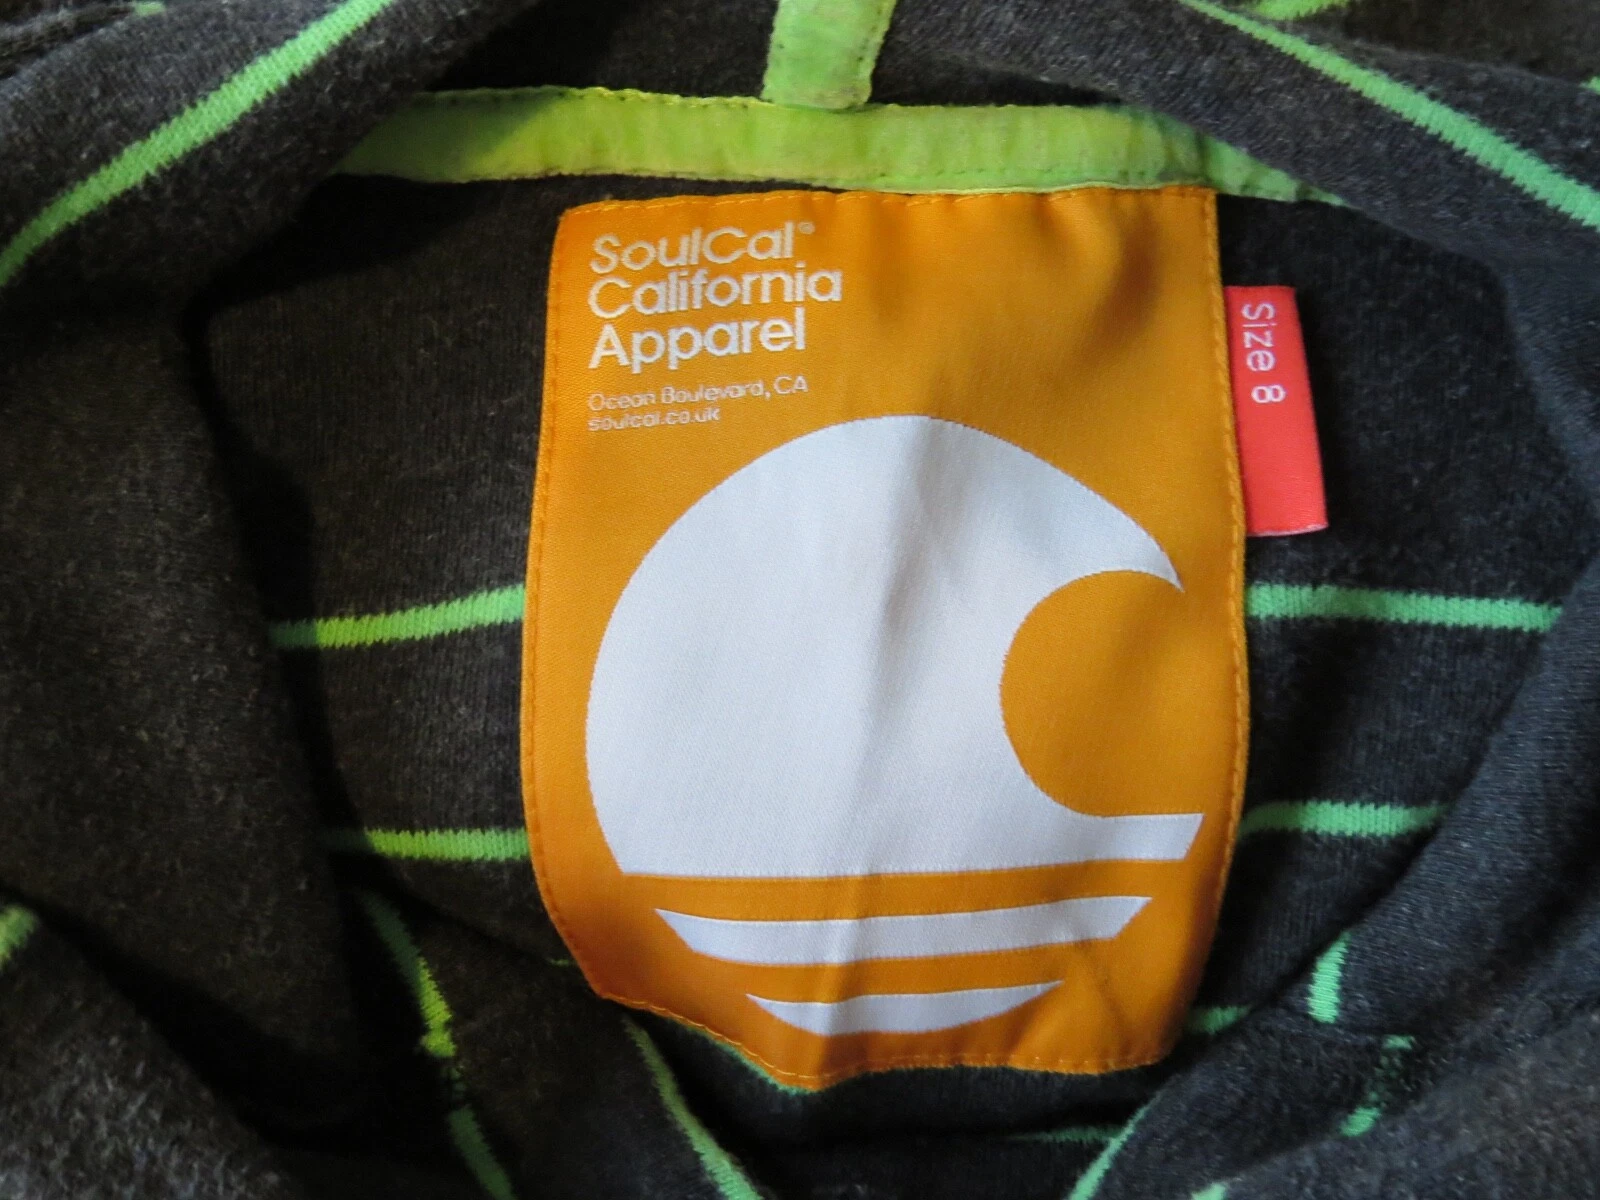 SoulCal®
California
Apparel
Ocean Boulevard, CA
soulcal.co.uk
Size 8